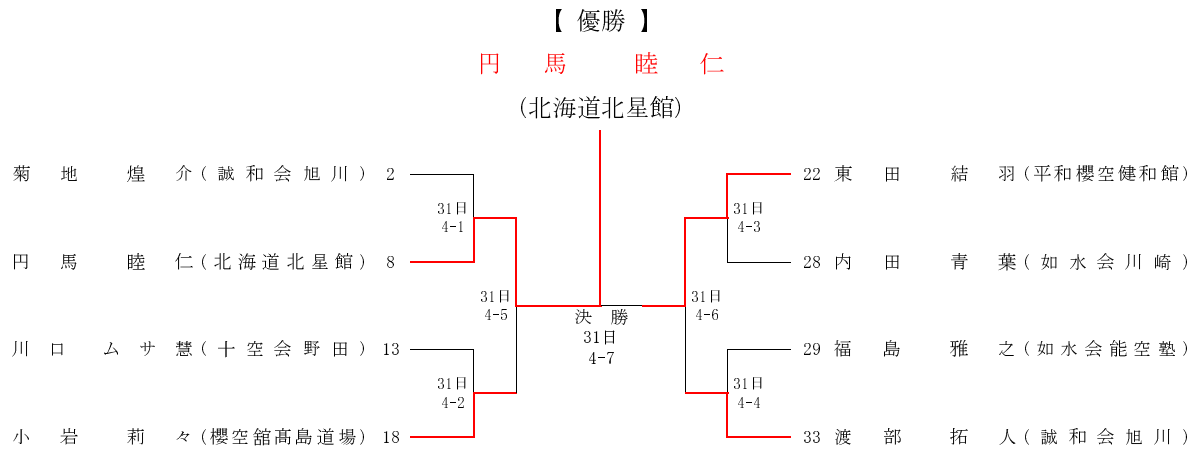 【 優勝 】
円 馬 睦 仁
(北海道北星館)
菊 地 煌 介 (誠和会旭川) 2
22 東 田 結 羽 (平和櫻空健和館)
31日
4-1
31日
4-3
円 馬 睦 仁 (北海道北星館) 8
28 内 田 青 葉 (如水会川崎)
31日
4-5
31日
4-6
決 勝
31日
4-7
川 口 ム サ 慧 (十空会野田) 13
29 福 島 雅 之 (如水会能空塾)
31日
4-2
31日
4-4
小 岩 莉 々 (櫻空舘髙島道場) 18
33 渡 部 拓 人 (誠和会旭川)